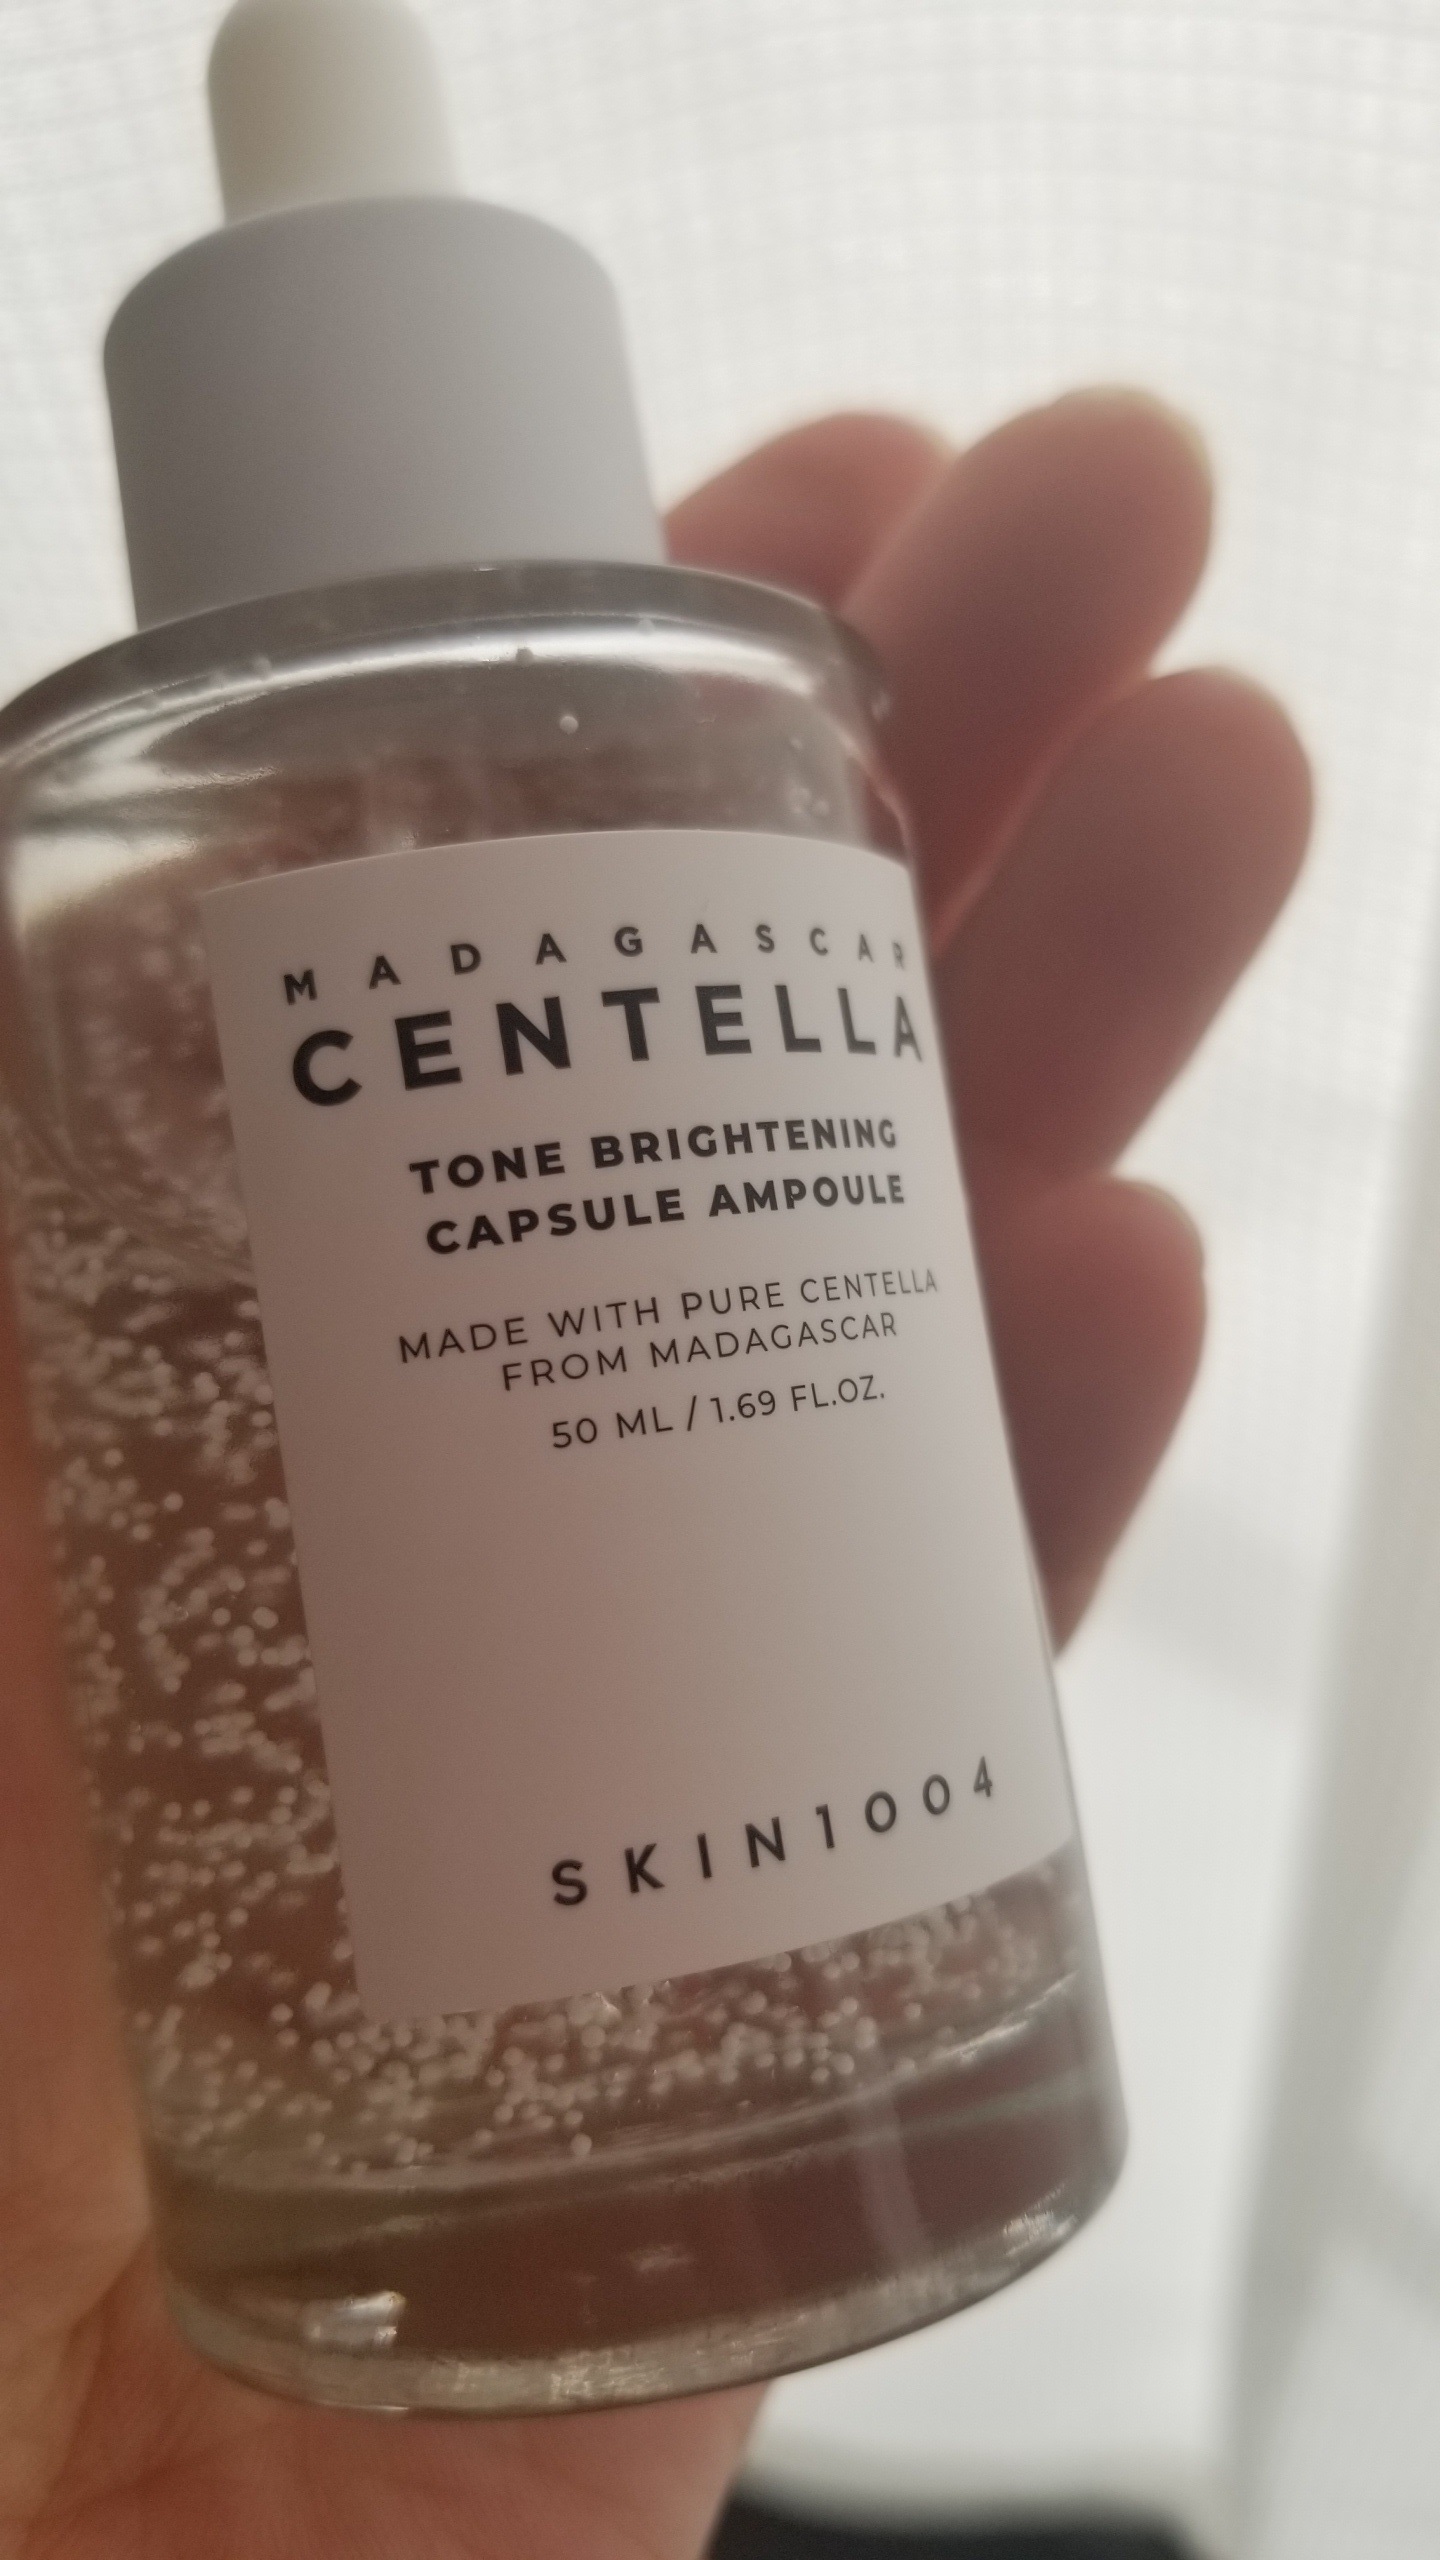 MADAGASCAR
CENTELLA
TONE BRIGHTENING
CAPSULE AMPOULE
MADE WITH PURE CENTELLA
FROM MADAGASCAR
50 ML / 1.69 FL.OZ.
SKIN1004